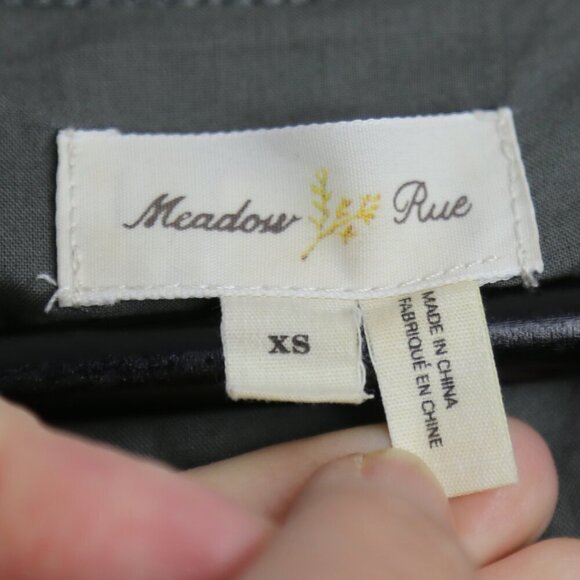 Meadow Rue
XS
MADE IN CHINA
FABRIQUÉ EN CHINE